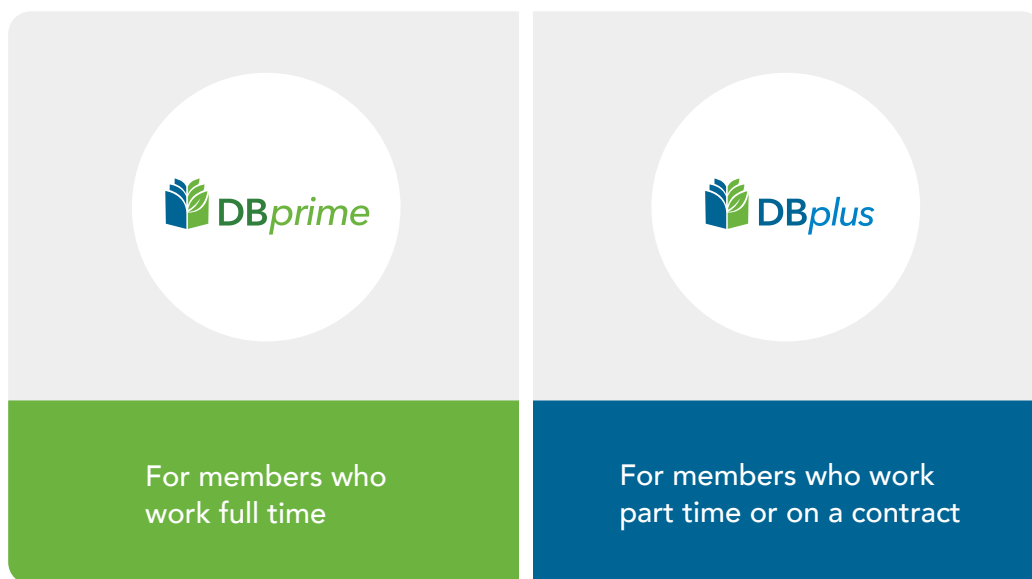 DBprime
DBplus
For members who
work full time
For members who work
part time or on a contract